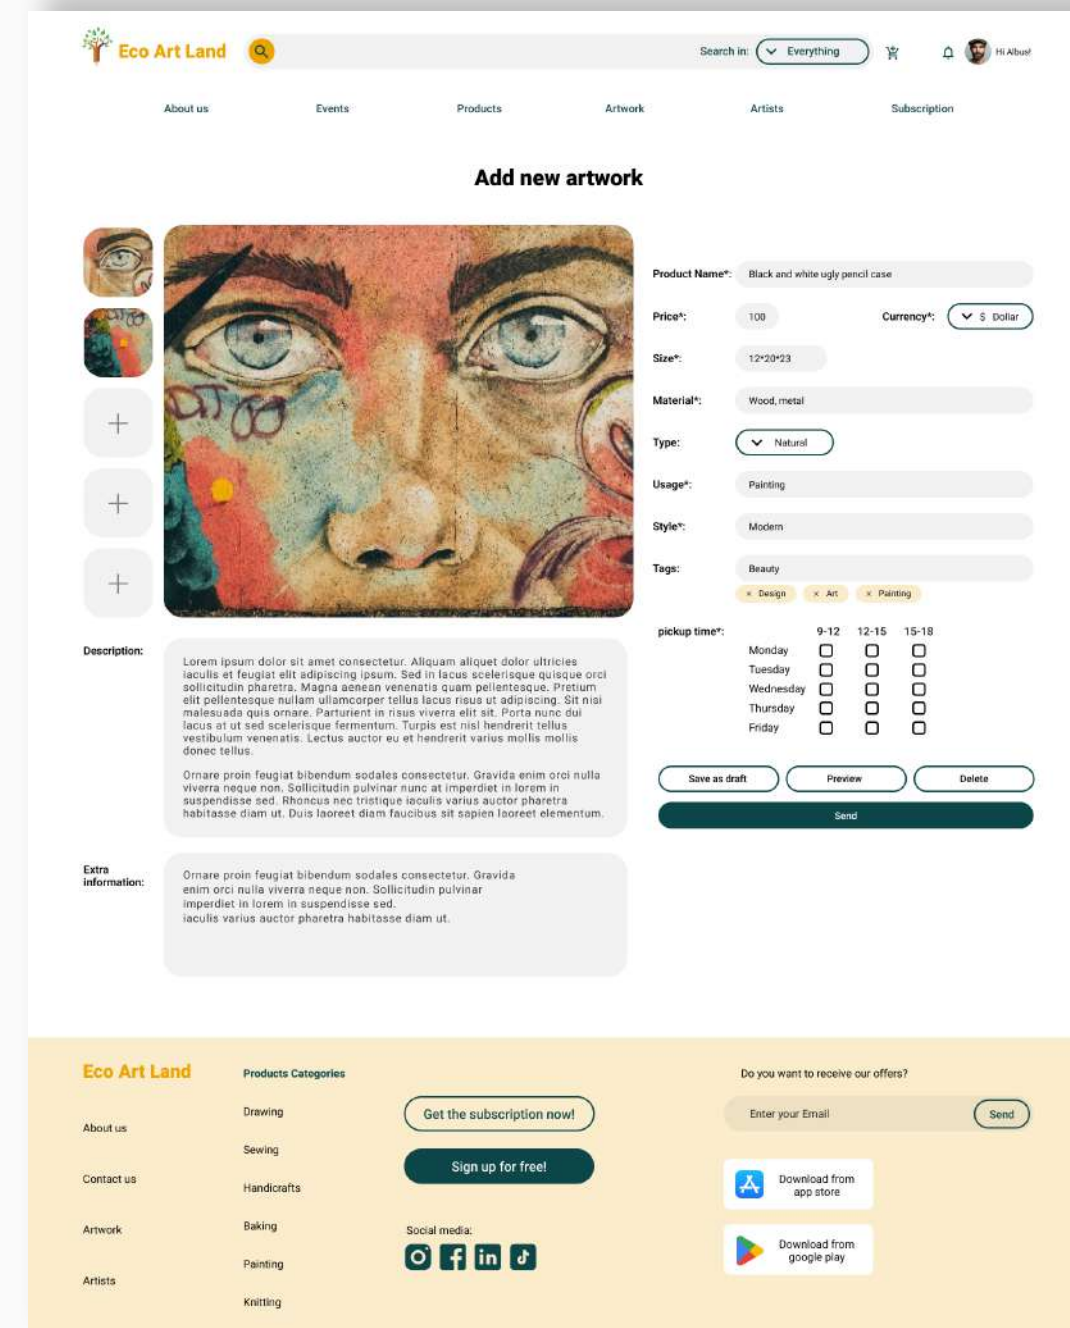 Eco Art Land
Search in:
Everything
Hi Albus!
About us
Events
Products
Artwork
Artists
Subscription
Add new artwork
Product Name*:
Black and white ugly pencil case
Price*:
100
Currency*:
$ Dollar
Size*:
12*20*23
Material*:
Wood, metal
Type:
Natural
Usage*:
Painting
Style*:
Modern
Tags:
Beauty
× Design
× Art
× Painting
pickup time*:
9-12 12-15 15-18
Monday
Tuesday
Wednesday
Thursday
Friday
Save as draft
Preview
Delete
Send
Description:
Lorem ipsum dolor sit amet consectetur. Aliquam aliquet dolor ultricies
iaculis et feugiat elit adipiscing ipsum. Sed in lacus scelerisque quisque orci
sollicitudin pharetra. Magna aenean venenatis quam pellentesque. Pretium
elit pellentesque nullam ullamcorper tellus lacus risus ut adipiscing. Sit nisi
malesuada quis ornare. Parturient in risus viverra elit sit. Porta nunc dui
lacus at ut sed scelerisque fermentum. Turpis est nisl hendrerit tellus
vestibulum venenatis. Lectus auctor eu et hendrerit varius mollis mollis
donec tellus.
Ornare proin feugiat bibendum sodales consectetur. Gravida enim orci nulla
viverra neque non. Sollicitudin pulvinar nunc at imperdiet in lorem in
suspendisse sed. Rhoncus nec tristique iaculis varius auctor pharetra
habitasse diam ut. Duis laoreet diam faucibus sit sapien laoreet elementum.
Extra
information:
Ornare proin feugiat bibendum sodales consectetur. Gravida
enim orci nulla viverra neque non. Sollicitudin pulvinar
imperdiet in lorem in suspendisse sed.
iaculis varius auctor pharetra habitasse diam ut.
Eco Art Land
About us
Contact us
Artwork
Artists
Products Categories
Drawing
Sewing
Handicrafts
Baking
Painting
Knitting
Get the subscription now!
Sign up for free!
Social media:
Do you want to receive our offers?
Enter your Email
Send
Download from
app store
Download from
google play